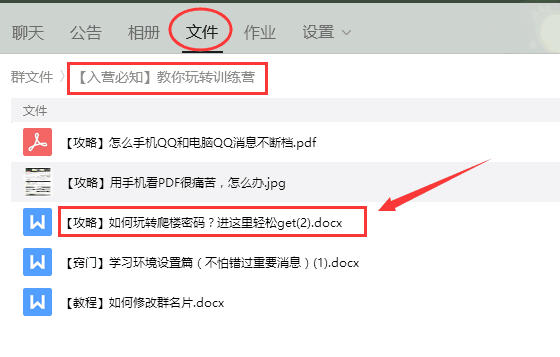 聊天 公告 相册 文件 作业 设置
群文件 【入营必知】教你玩转训练营
文件
【攻略】怎么手机QQ和电脑QQ消息不断档.pdf
【攻略】用手机看PDF很痛苦，怎么办.jpg
【攻略】如何玩转爬楼密码？进这里轻松get(2).docx
【窍门】学习环境设置篇（不怕错过重要消息）(1).docx
【教程】如何修改群名片.docx